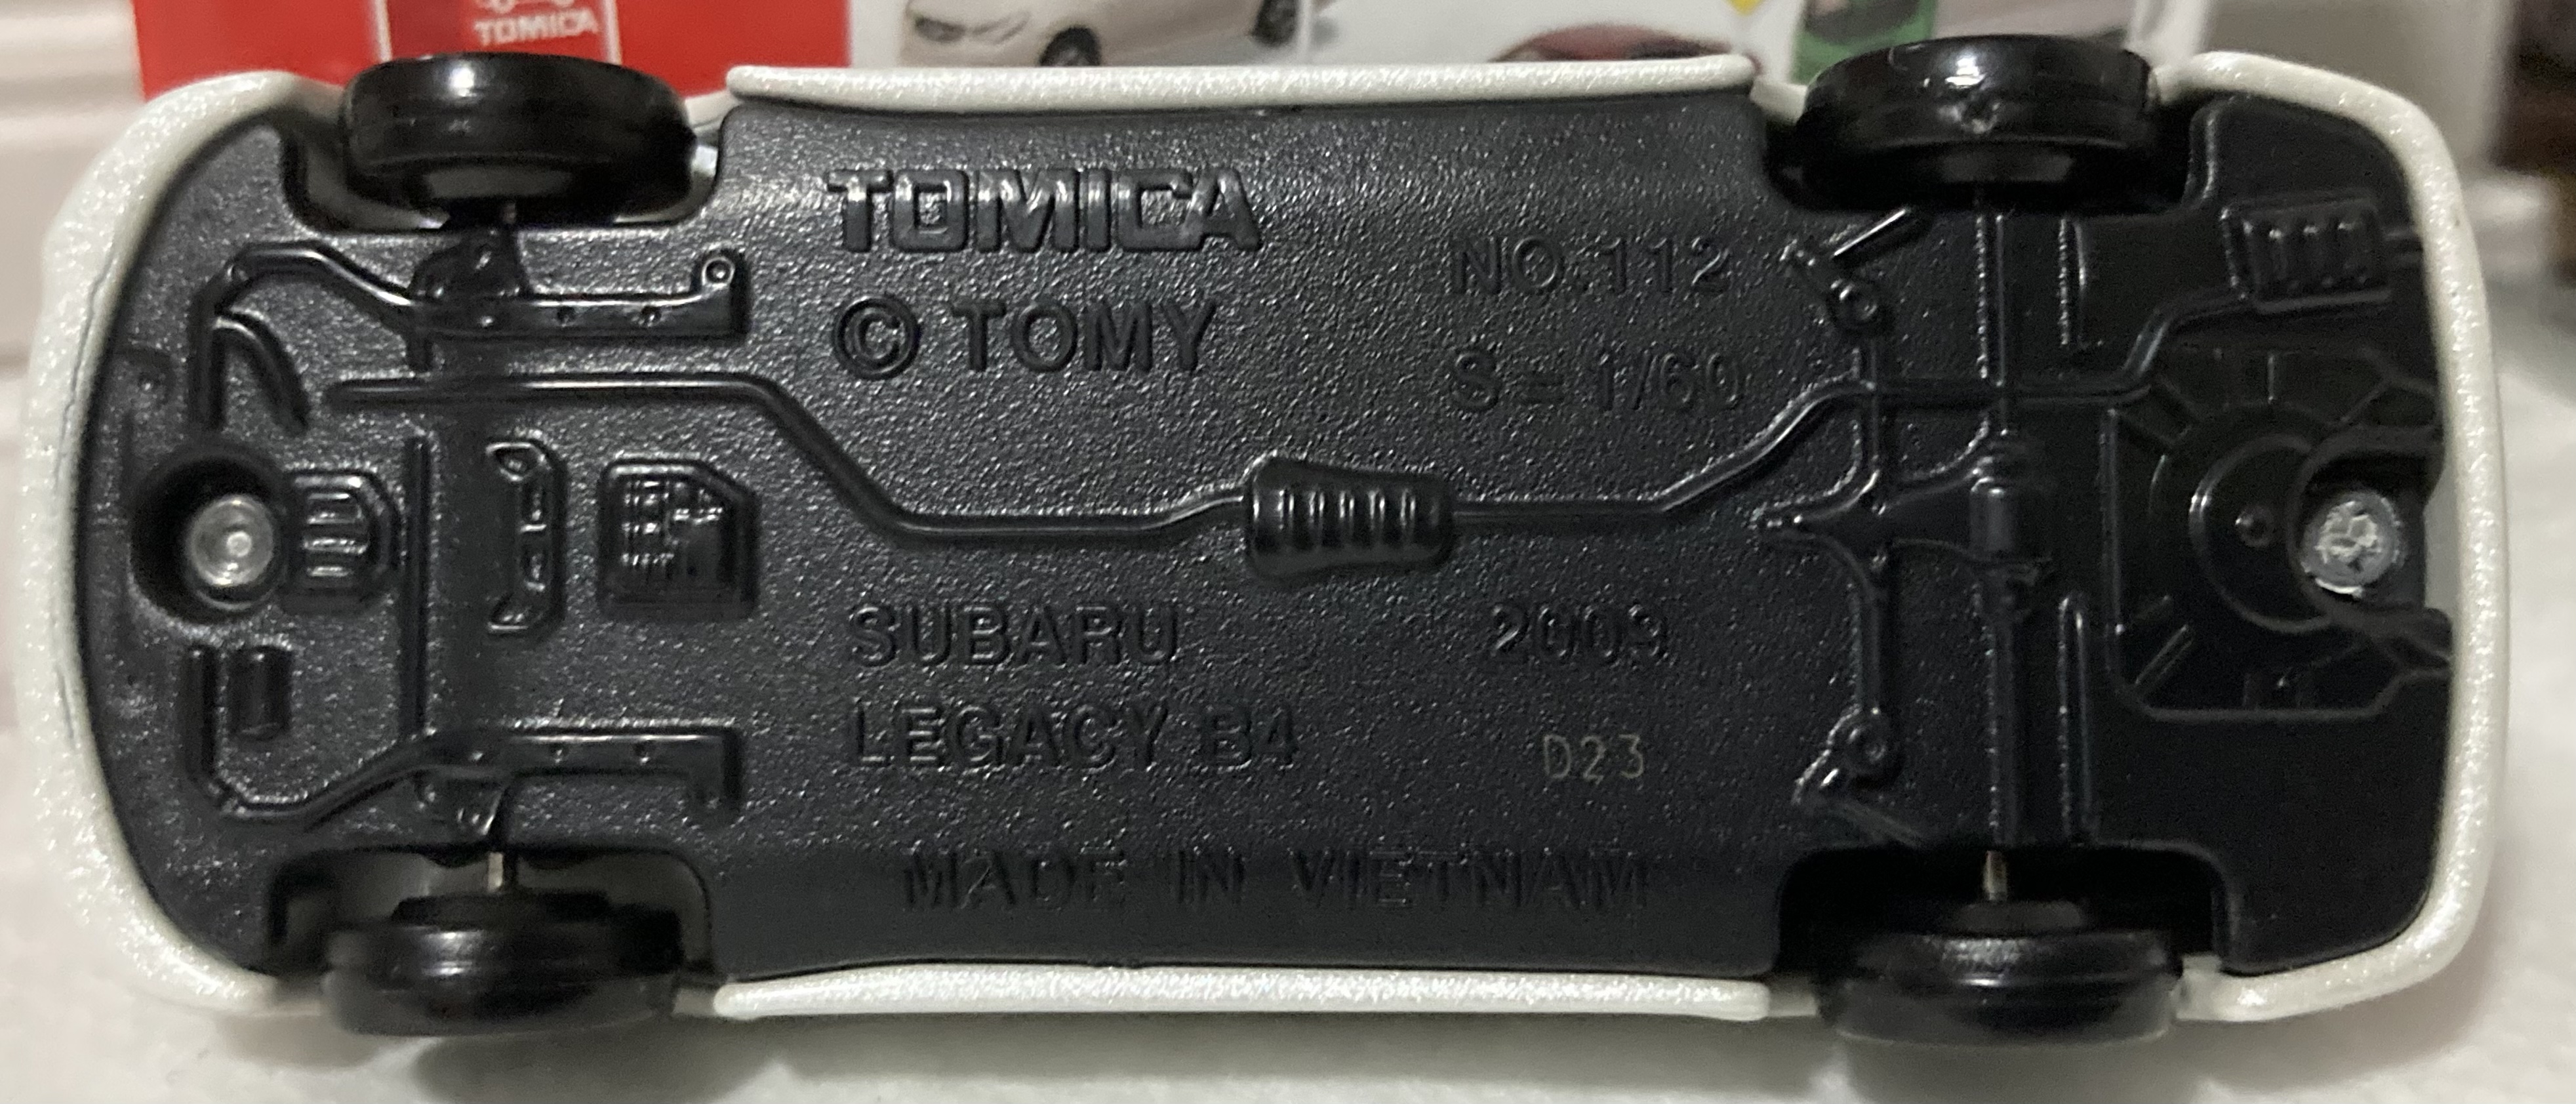 TOMICA
TOMICA
© TOMY
NO.112
S=1/60
SUBARU
LEGACY B4
2009
D23
MADE IN VIETNAM